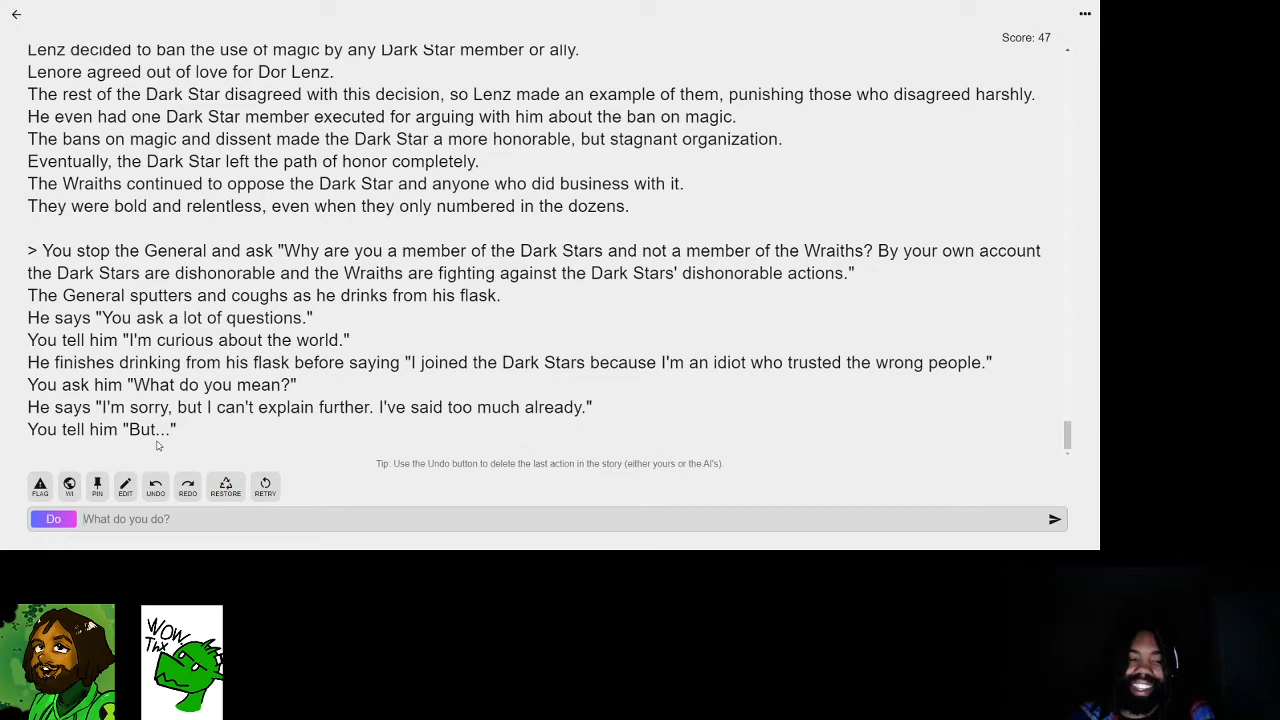 Score: 47
Lenz decided to ban the use of magic by any Dark Star member or ally.
Lenore agreed out of love for Dor Lenz.
The rest of the Dark Star disagreed with this decision, so Lenz made an example of them, punishing those who disagreed harshly.
He even had one Dark Star member executed for arguing with him about the ban on magic.
The bans on magic and dissent made the Dark Star a more honorable, but stagnant organization.
Eventually, the Dark Star left the path of honor completely.
The Wraiths continued to oppose the Dark Star and anyone who did business with it.
They were bold and relentless, even when they only numbered in the dozens.
> You stop the General and ask "Why are you a member of the Dark Stars and not a member of the Wraiths? By your own account
the Dark Stars are dishonorable and the Wraiths are fighting against the Dark Stars' dishonorable actions."
The General sputters and coughs as he drinks from his flask.
He says "You ask a lot of questions."
You tell him "I'm curious about the world."
He finishes drinking from his flask before saying "I joined the Dark Stars because I'm an idiot who trusted the wrong people."
You ask him "What do you mean?"
He says "I'm sorry, but I can't explain further. I've said too much already."
You tell him "But..."
Tip: Use the Undo button to delete the last action in the story (either yours or the AI's).
FLAG WI PIN EDIT UNDO REDO RESTORE RETRY
Do What do you do?
WOW
Thx